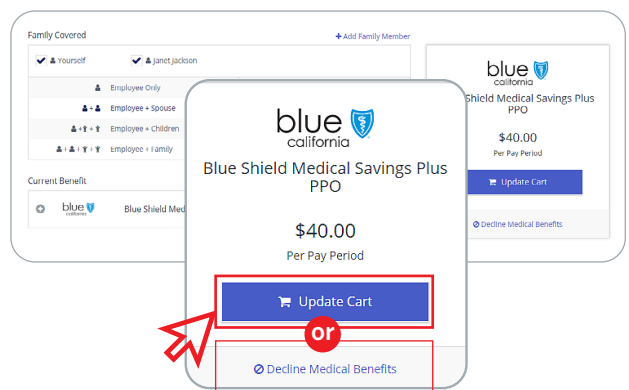 Family Covered
+ Add Family Member
Yourself
Janet Jackson
Employee Only
+ Employee + Spouse
+ + Employee + Children
+ + + Employee + Family
Current Benefit
blue
california
Blue Shield Med
blue
california
Shield Medical Savings Plus
PPO
$40.00
Per Pay Period
Update Cart
Decline Medical Benefits
blue
california
Blue Shield Medical Savings Plus
PPO
$40.00
Per Pay Period
Update Cart
or
Decline Medical Benefits